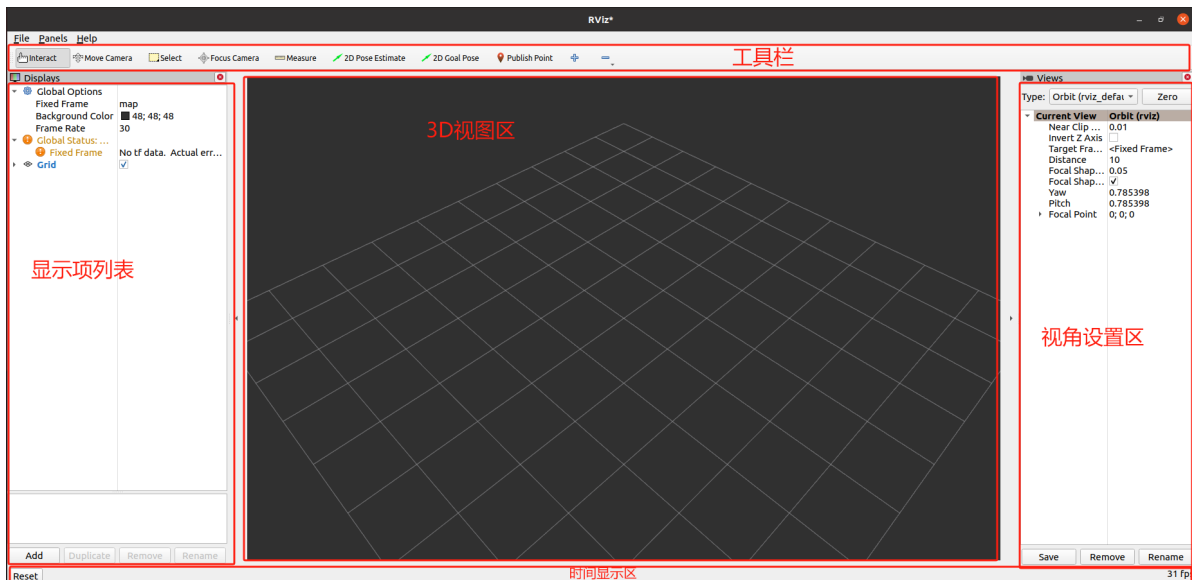 RViz*
File Panels Help
Interact Move Camera Select Focus Camera Measure 2D Pose Estimate 2D Goal Pose Publish Point
工具栏
Displays
Global Options
Fixed Frame map
Background Color 48; 48; 48
Frame Rate 30
Global Status: ...
Fixed Frame No tf data. Actual err...
Grid
显示项列表
Add Duplicate Remove Rename
3D视图区
Views
Type: Orbit (rviz_defau Zero
Current View Orbit (rviz)
Near Clip ... 0.01
Invert Z Axis
Target Fra... <Fixed Frame>
Distance 10
Focal Shap... 0.05
Focal Shap...
Yaw 0.785398
Pitch 0.785398
Focal Point 0; 0; 0
视角设置区
Save Remove Rename
Reset
时间显示区
31 fp